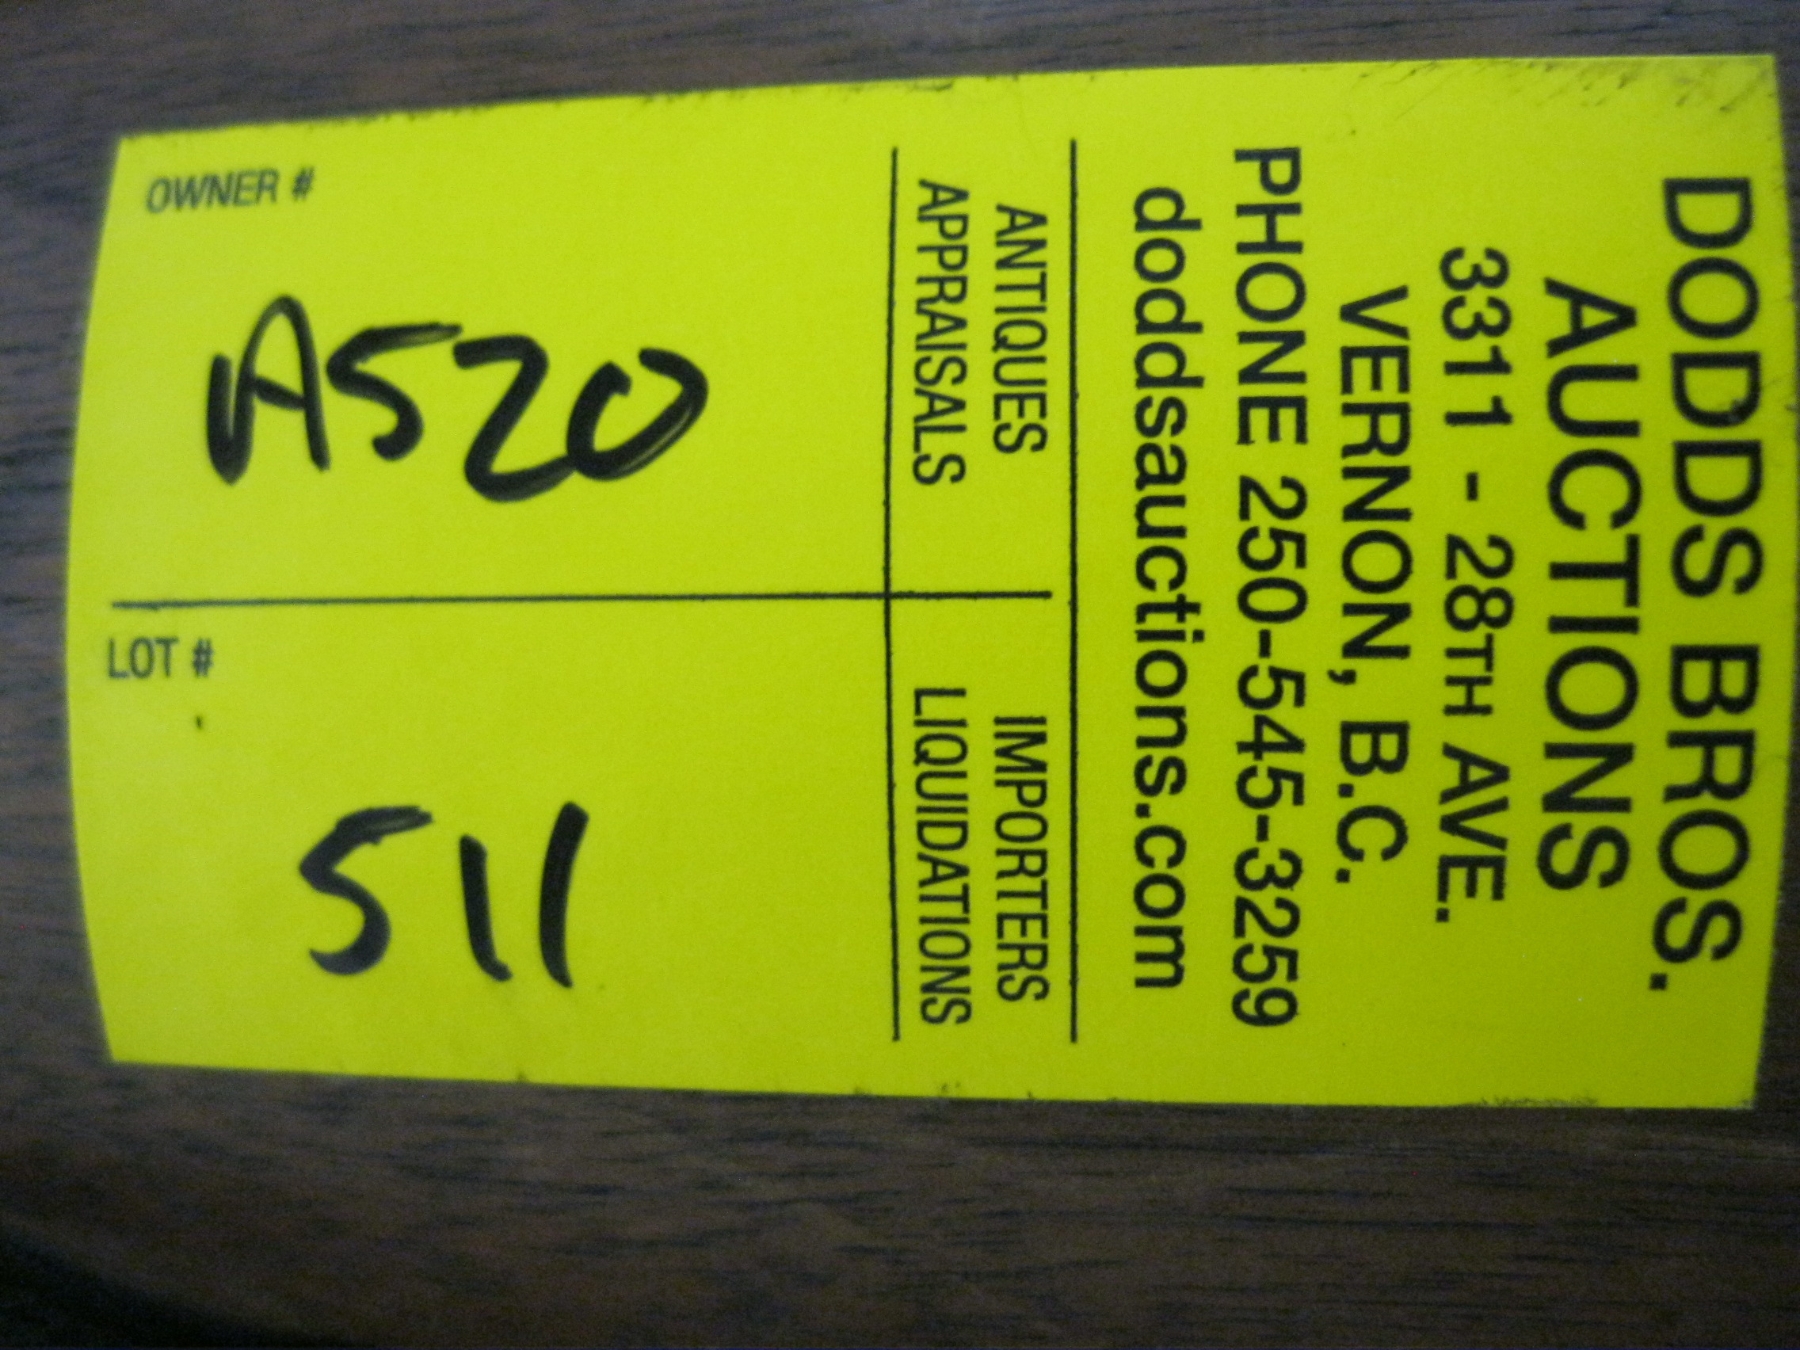 DODDS BROS.
AUCTIONS
3311 - 28TH AVE.
VERNON, B.C.
PHONE 250-545-3259
doddsauctions.com
ANTIQUES
APPRAISALS
IMPORTERS
LIQUIDATIONS
OWNER #
A520
LOT #
511